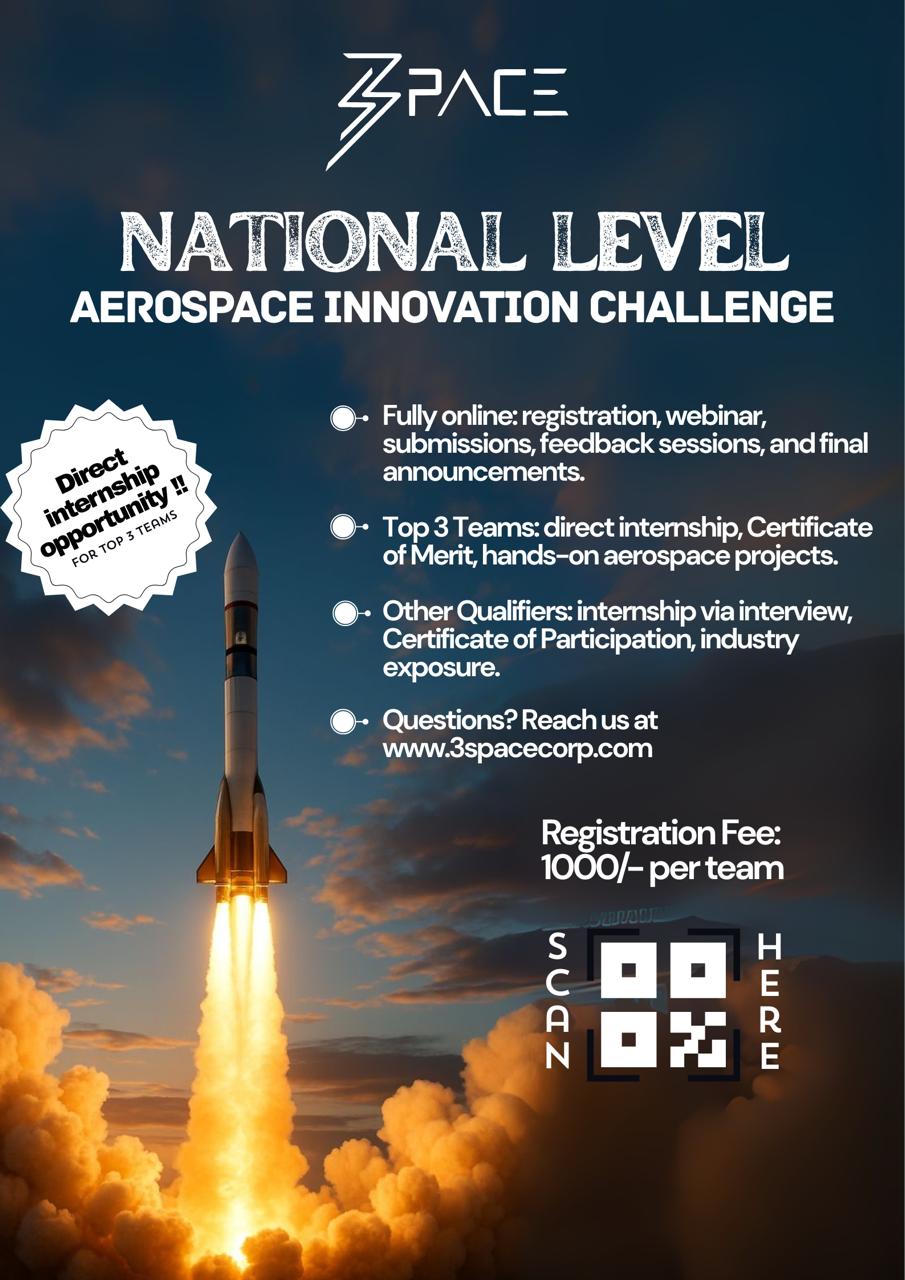 3PACE
NATIONAL LEVEL
AEROSPACE INNOVATION CHALLENGE
Direct
internship
opportunity !!
FOR TOP 3 TEAMS
Fully online: registration, webinar,
submissions, feedback sessions, and final
announcements.
Top 3 Teams: direct internship, Certificate
of Merit, hands-on aerospace projects.
Other Qualifiers: internship via interview,
Certificate of Participation, industry
exposure.
Questions? Reach us at
www.3spacecorp.com
Registration Fee:
1000/- per team
SCAN
HERE